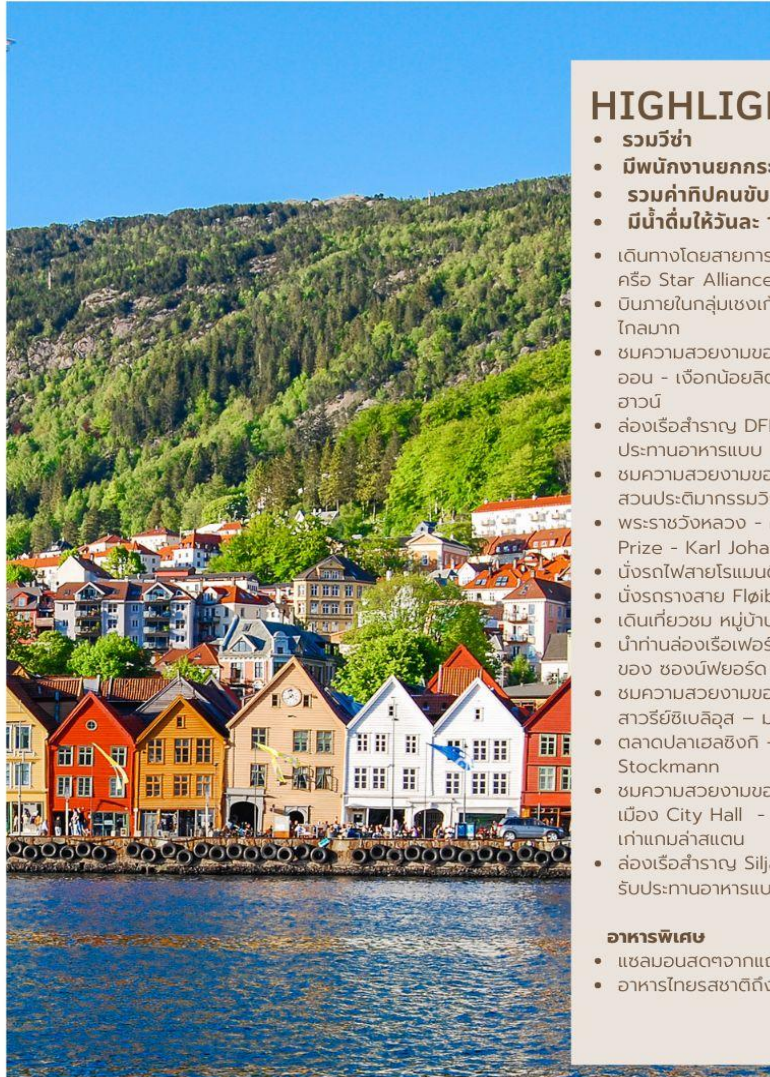 HIGHLIG
• รวมวีซ่า
• มีพนักงานยกกระ
• รวมค่าทิปคนขับ
• มีน้ำดื่มให้วันละ
• เดินทางโดยสายการ
ครือ Star Alliance
• บินภายในกลุ่มเชงเก้
ไกลมาก
• ชมความสวยงามขอ
ออน - เงือกน้อยลิต
ฮาวน์
• ล่องเรือสำราญ DF
ประทานอาหารแบบ
• ชมความสวยงามขอ
สวนประติมากรรมวิ
• พระราชวังหลวง -
Prize - Karl Joha
• นั่งรถไฟสายโรแมนต
• นั่งรถรางสาย Fløib
• เดินเที่ยวชม หมู่บ้าน
• นำท่านล่องเรือเฟอร์
ของ ซองน์ฟยอร์ด
• ชมความสวยงามขอ
สาวรีย์ซิเบลิอุส – ม
• ตลาดปลาเฮลซิงกิ -
Stockmann
• ชมความสวยงามขอ
เมือง City Hall -
เก่าแกมล่าสแตน
• ล่องเรือสำราญ Silj
รับประทานอาหารแบ
อาหารพิเศษ
• แซลมอนสดๆจากแถ
• อาหารไทยรสชาติถึง